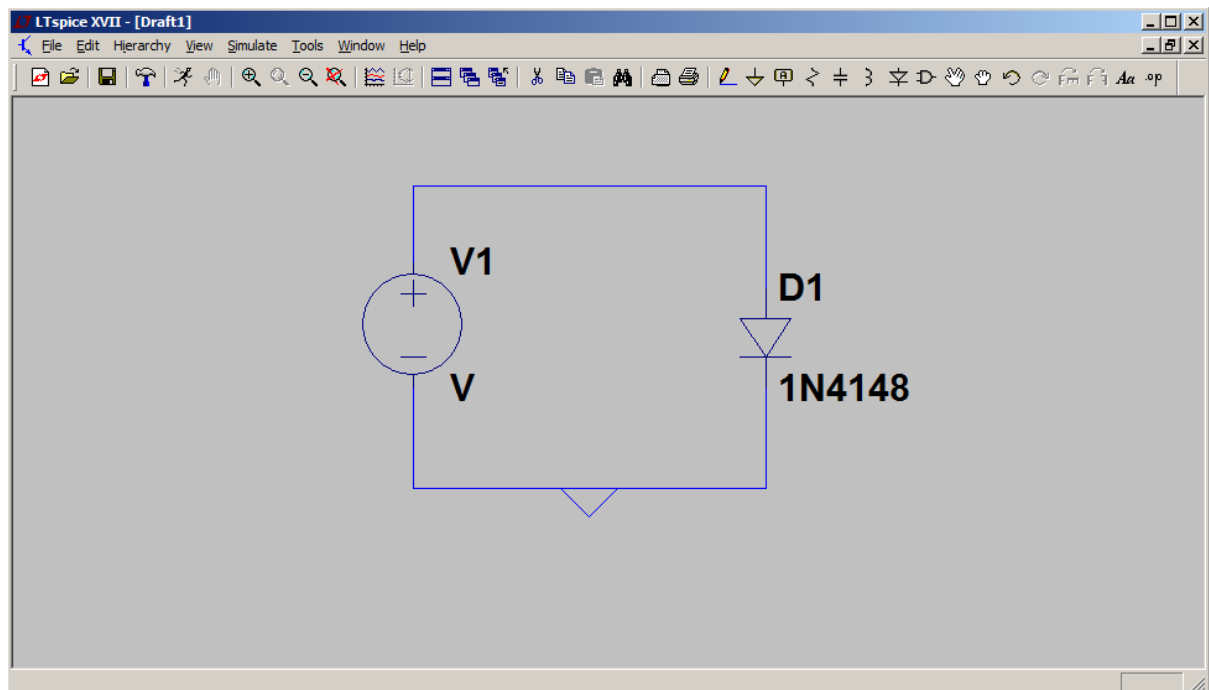 LTspice XVII - [Draft1]
File Edit Hierarchy View Simulate Tools Window Help
Aa .op
V1
D1
V
1N4148